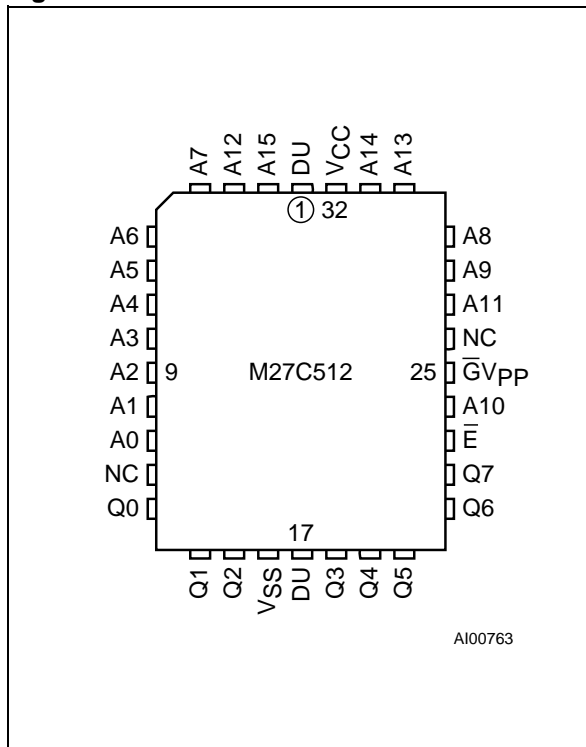 A7 A12 A15 DU VCC A14 A13
1 32
A6 A8
A5 A9
A4 A11
A3 NC
A2 9 M27C512 25 G̅VPP
A1 A10
A0 E̅
NC Q7
Q0 Q6
17
Q1 Q2 VSS DU Q3 Q4 Q5
AI00763